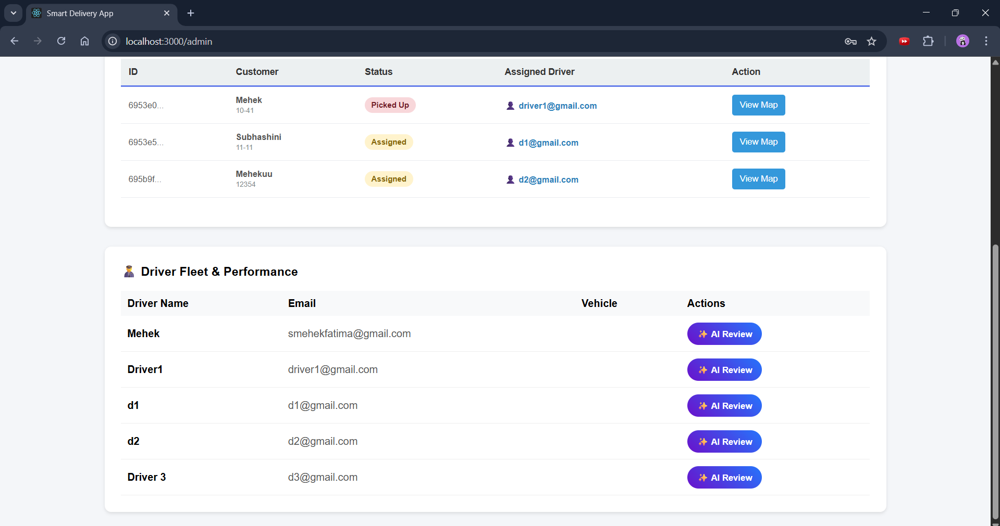 Smart Delivery App
localhost:3000/admin
ID Customer Status Assigned Driver Action
6953e0... Mehek Picked Up driver1@gmail.com View Map
10-41
6953e5... Subhashini Assigned d1@gmail.com View Map
11-11
695b9f... Mehekuu Assigned d2@gmail.com View Map
12354
Driver Fleet & Performance
Driver Name Email Vehicle Actions
Mehek smehekfatima@gmail.com AI Review
Driver1 driver1@gmail.com AI Review
d1 d1@gmail.com AI Review
d2 d2@gmail.com AI Review
Driver 3 d3@gmail.com AI Review